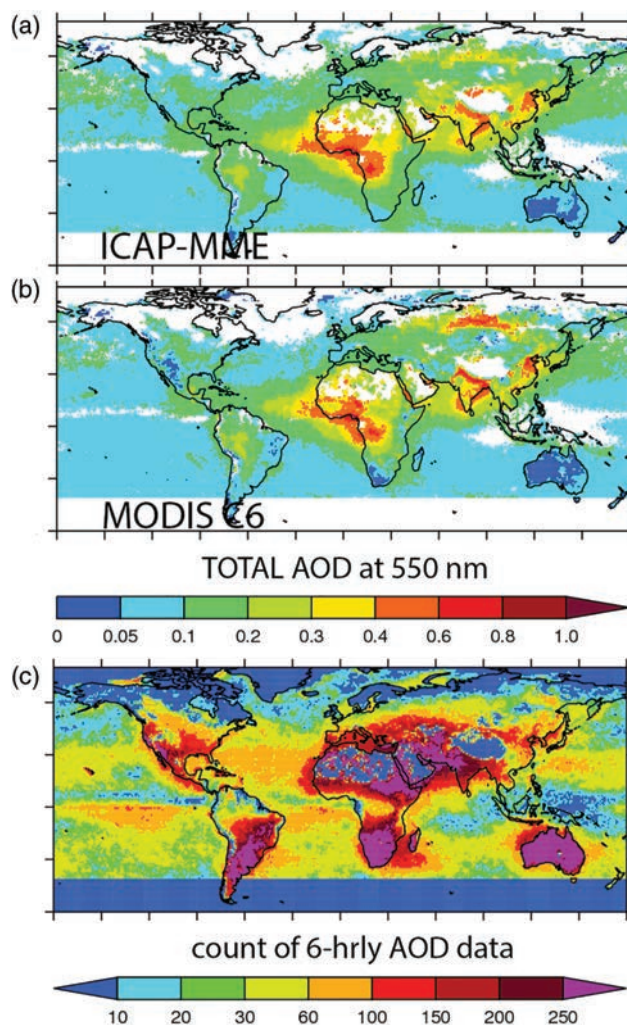 (a)
ICAP-MME
(b)
MODIS C6
TOTAL AOD at 550 nm
0 0.05 0.1 0.2 0.3 0.4 0.6 0.8 1.0
(c)
count of 6-hrly AOD data
10 20 30 60 100 150 200 250